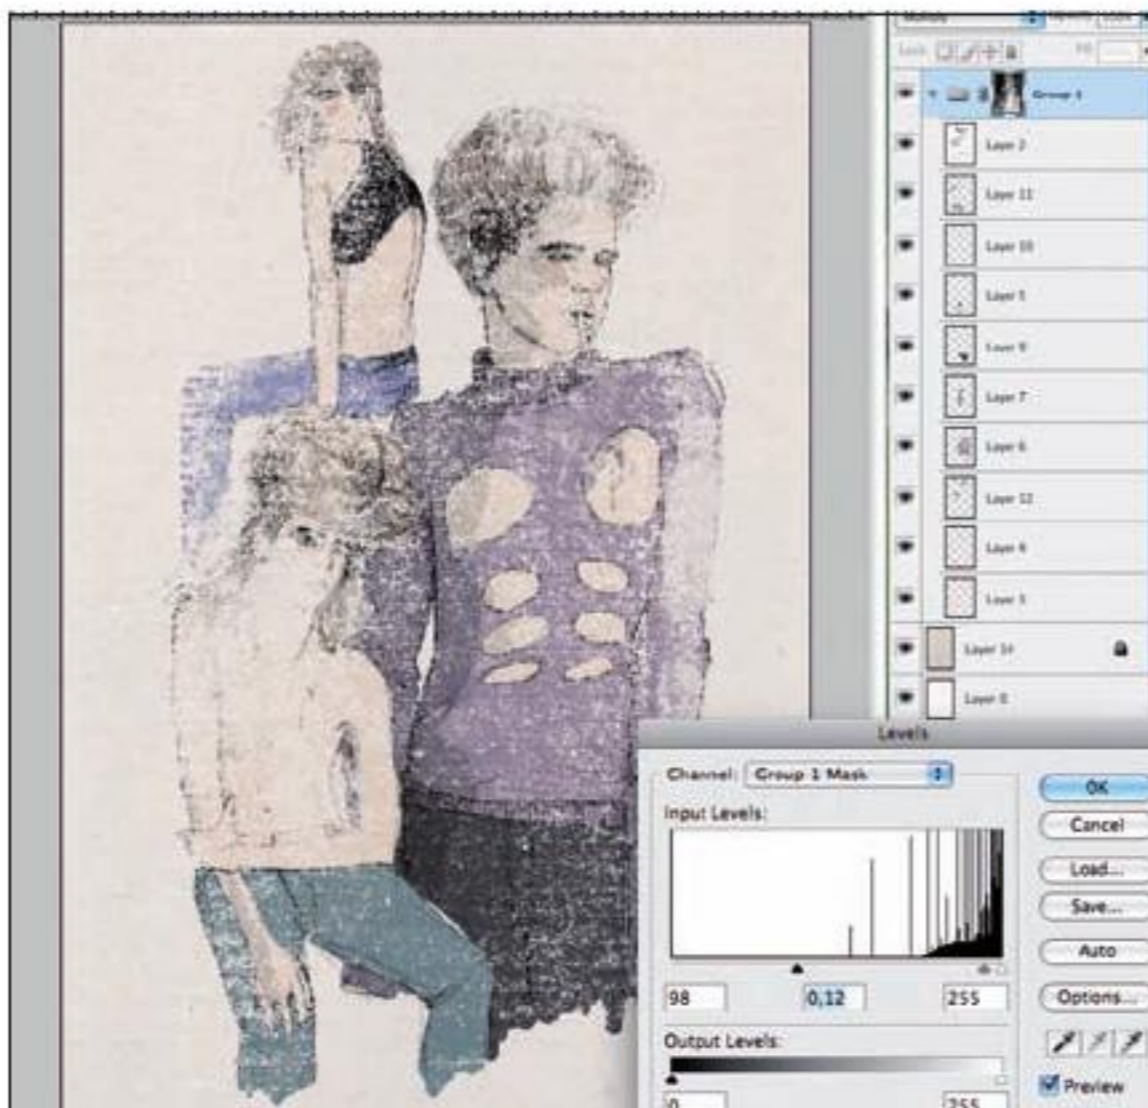 Lock
Fill
Group 1
Layer 2
Layer 11
Layer 10
Layer 5
Layer 9
Layer 7
Layer 6
Layer 12
Layer 4
Layer 3
Layer 14
Layer 0
Levels
Channel: Group 1 Mask
OK
Input Levels:
Cancel
Load...
Save...
Auto
98 0,12 255
Options...
Output Levels:
Preview
0 255